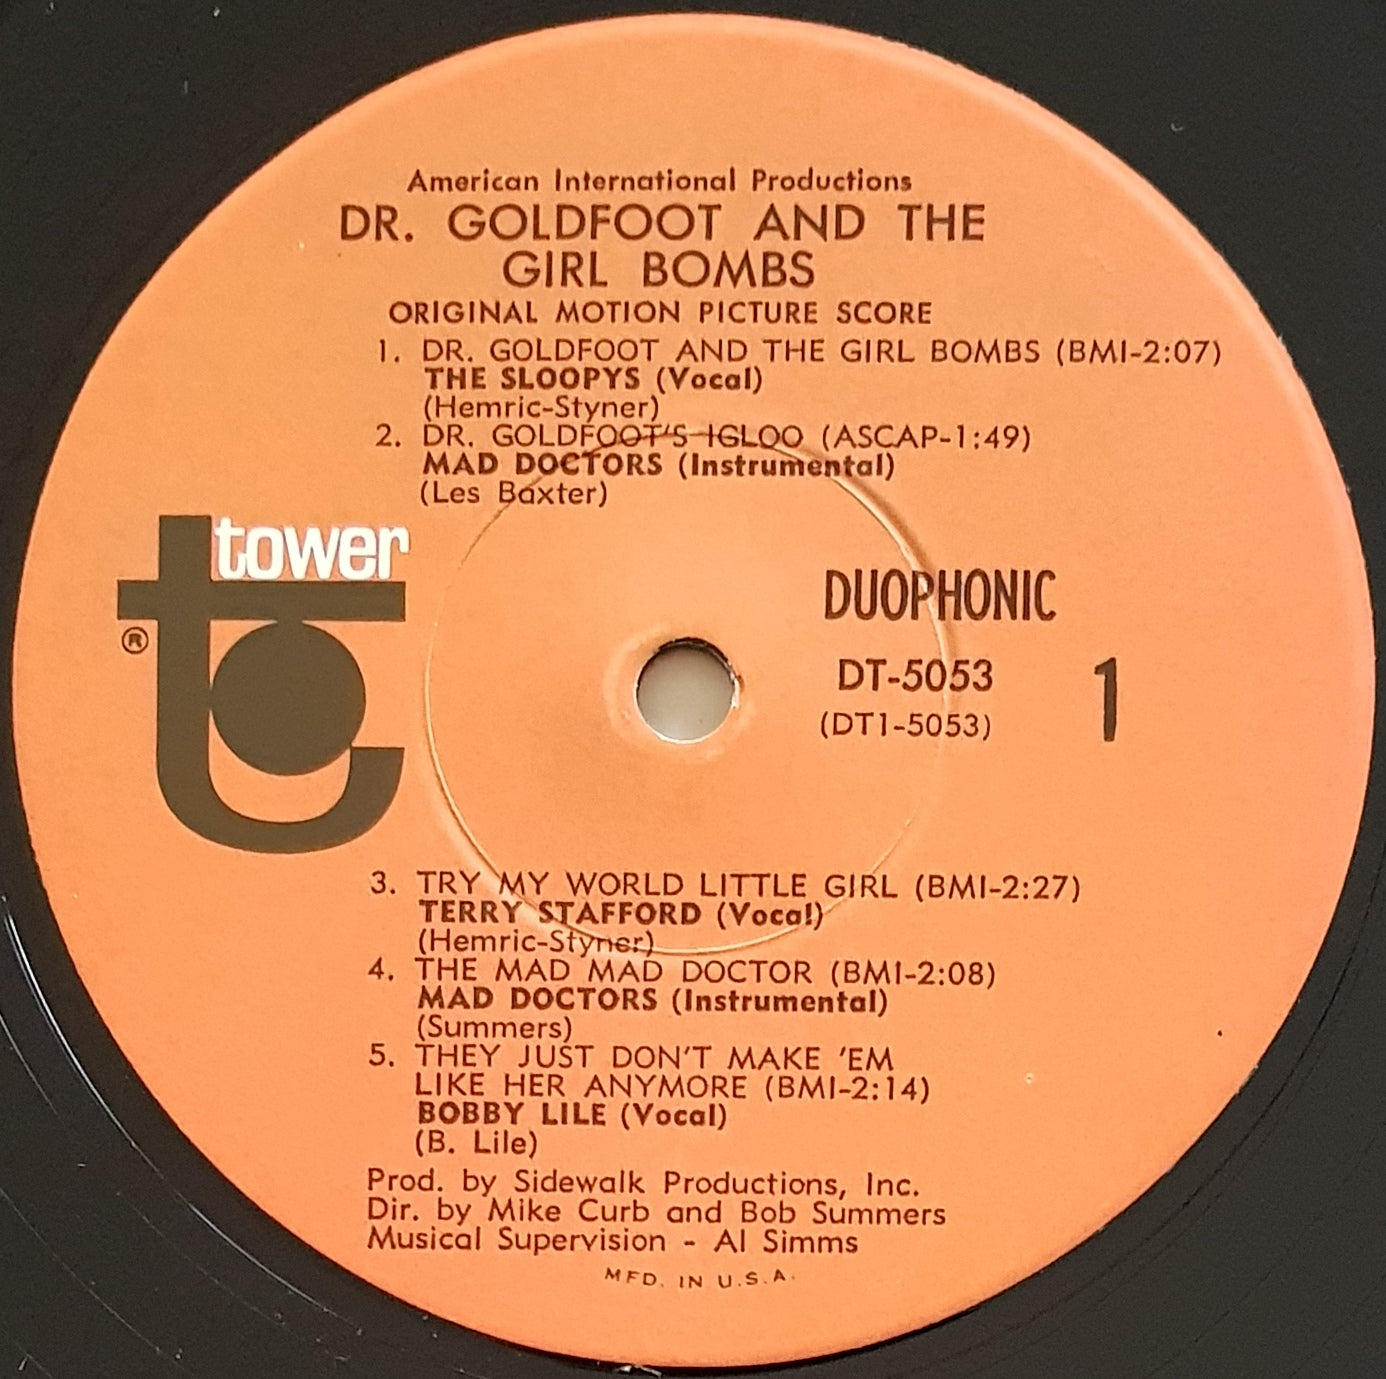 American International Productions
DR. GOLDFOOT AND THE
GIRL BOMBS
ORIGINAL MOTION PICTURE SCORE
1. DR. GOLDFOOT AND THE GIRL BOMBS (BMI-2:07)
THE SLOOPYS (Vocal)
(Hemric-Styner)
2. DR. GOLDFOOT'S IGLOO (ASCAP-1:49)
MAD DOCTORS (Instrumental)
(Les Baxter)
tower
®
DUOPHONIC
DT-5053
(DT1-5053)
1
3. TRY MY WORLD LITTLE GIRL (BMI-2:27)
TERRY STAFFORD (Vocal)
(Hemric-Styner)
4. THE MAD MAD DOCTOR (BMI-2:08)
MAD DOCTORS (Instrumental)
(Summers)
5. THEY JUST DON'T MAKE 'EM
LIKE HER ANYMORE (BMI-2:14)
BOBBY LILE (Vocal)
(B. Lile)
Prod. by Sidewalk Productions, Inc.
Dir. by Mike Curb and Bob Summers
Musical Supervision - Al Simms
MFD. IN U.S.A.